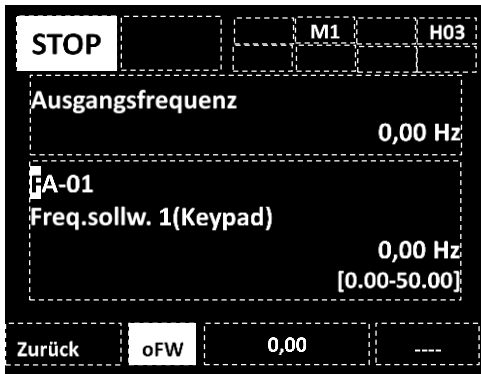 STOP
M1
H03
Ausgangsfrequenz
0,00 Hz
FA-01
Freq.sollw. 1(Keypad)
0,00 Hz
[0.00-50.00]
Zurück
oFW
0,00
----